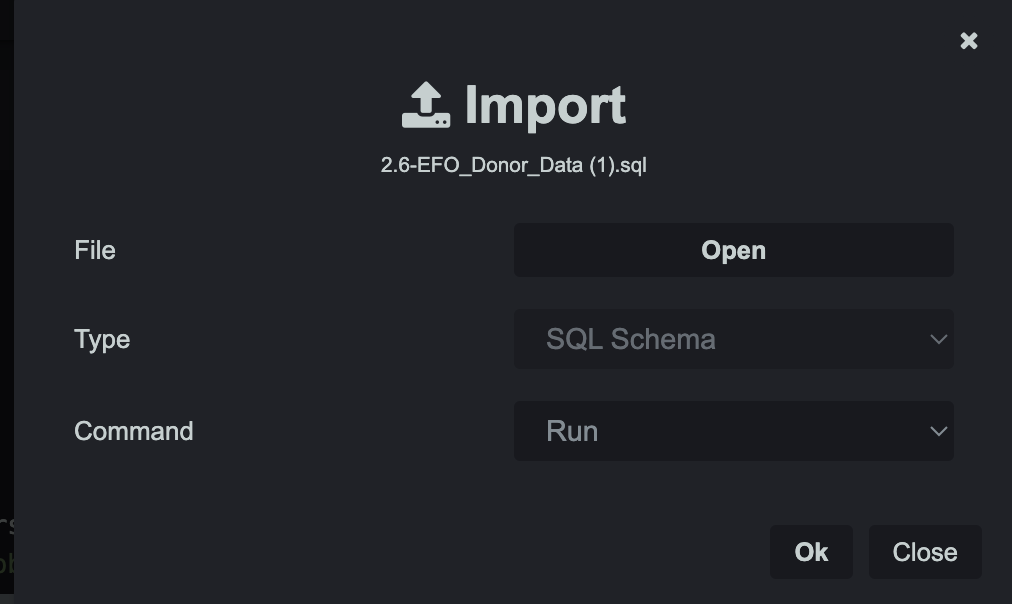 Import
2.6-EFO_Donor_Data (1).sql
File
Open
Type
SQL Schema
Command
Run
Ok
Close